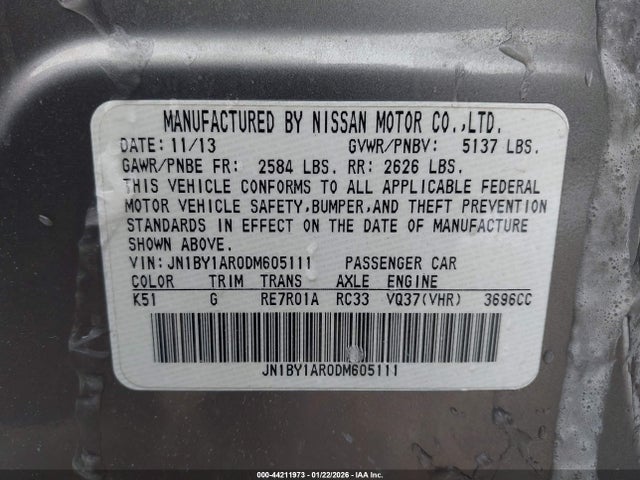 MANUFACTURED BY NISSAN MOTOR CO.,LTD.
DATE: 11/13 GVWR/PNBV: 5137 LBS.
GAWR/PNBE FR: 2584 LBS. RR: 2626 LBS.
THIS VEHICLE CONFORMS TO ALL APPLICABLE FEDERAL
MOTOR VEHICLE SAFETY,BUMPER,AND THEFT PREVENTION
STANDARDS IN EFFECT ON THE DATE OF MANUFACTURE
SHOWN ABOVE.
VIN:JN1BY1AR0DM605111 PASSENGER CAR
COLOR TRIM TRANS AXLE ENGINE
K51 G RE7R01A RC33 VQ37(VHR) 3696CC
JN1BY1AR0DM605111
000-44211973 - 01/22/2026 - IAA Inc.